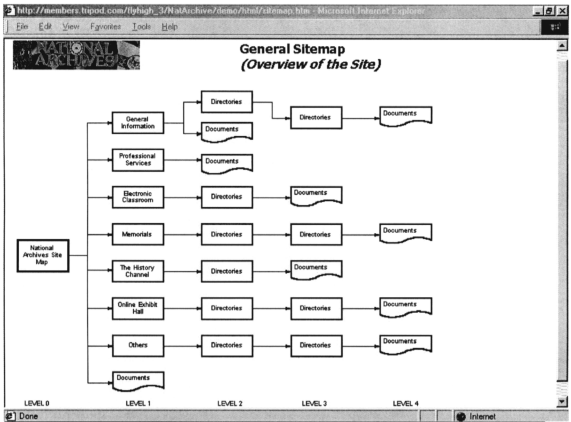 http://members.tripod.com/flyhigh_3/NatArchive/demo/html/sitemap.htm - Microsoft Internet Explorer
File Edit View Favorites Tools Help
NATIONAL
ARCHIVES
General Sitemap
(Overview of the Site)
Directories
General
Information
Documents
Directories
Documents
Professional
Services
Documents
Electronic
Classroom
Directories
Documents
Memorials
Directories
Directories
Documents
National
Archives Site
Map
The History
Channel
Directories
Documents
Online Exhibit
Hall
Directories
Directories
Documents
Others
Directories
Directories
Documents
Documents
LEVEL 0 LEVEL 1 LEVEL 2 LEVEL 3 LEVEL 4
Done Internet